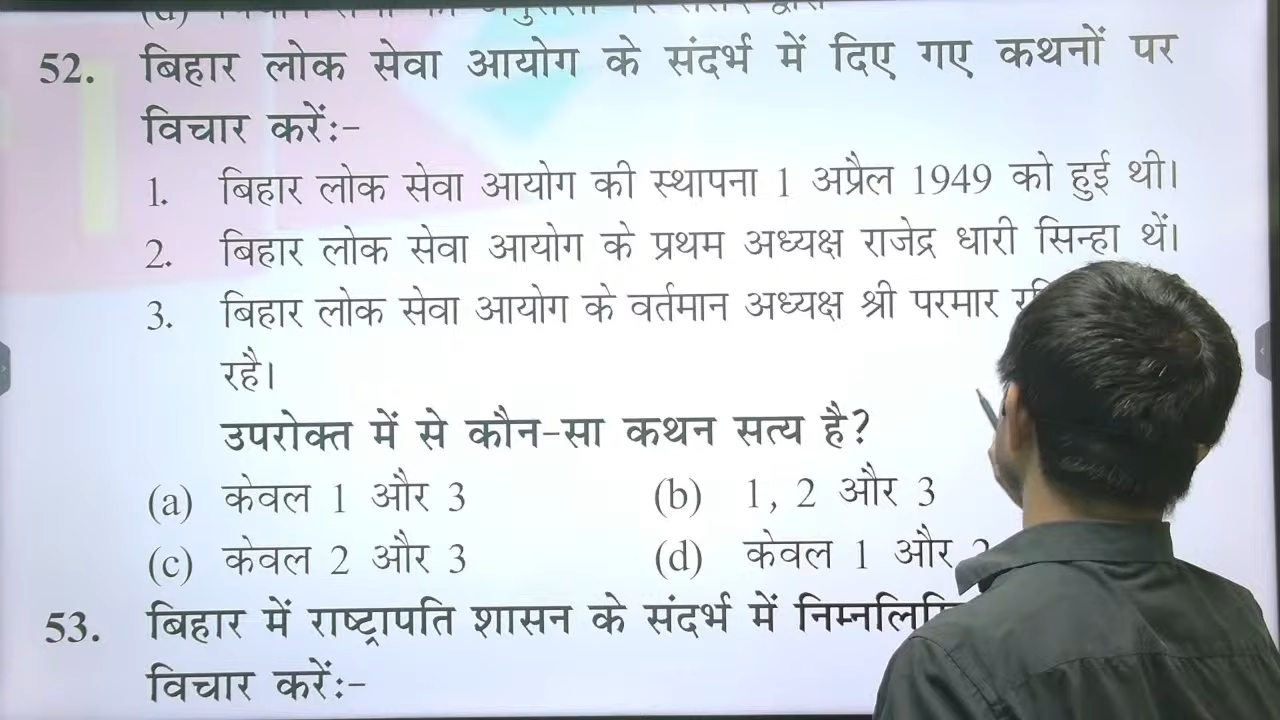 52. बिहार लोक सेवा आयोग के संदर्भ में दिए गए कथनों पर
विचार करें:-
1. बिहार लोक सेवा आयोग की स्थापना 1 अप्रैल 1949 को हुई थी।
2. बिहार लोक सेवा आयोग के प्रथम अध्यक्ष राजेद्र धारी सिन्हा थें।
3. बिहार लोक सेवा आयोग के वर्तमान अध्यक्ष श्री परमार
रहै।
उपरोक्त में से कौन-सा कथन सत्य है?
(a) केवल 1 और 3 (b) 1, 2 और 3
(c) केवल 2 और 3 (d) केवल 1 और
53. बिहार में राष्ट्रापति शासन के संदर्भ में
विचार करें:-